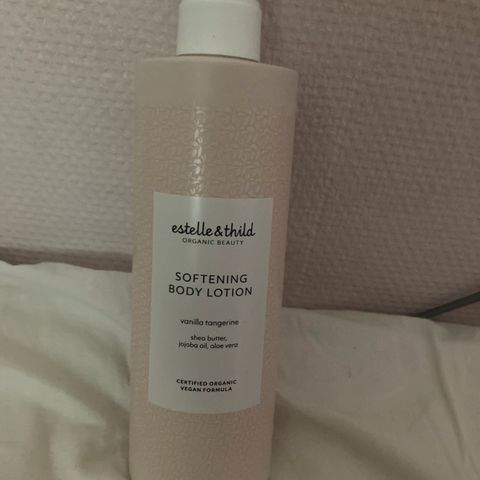 estelle & thild
ORGANIC BEAUTY
SOFTENING
BODY LOTION
vanilla tangerine
shea butter,
jojoba oil, aloe vera
CERTIFIED ORGANIC
VEGAN FORMULA